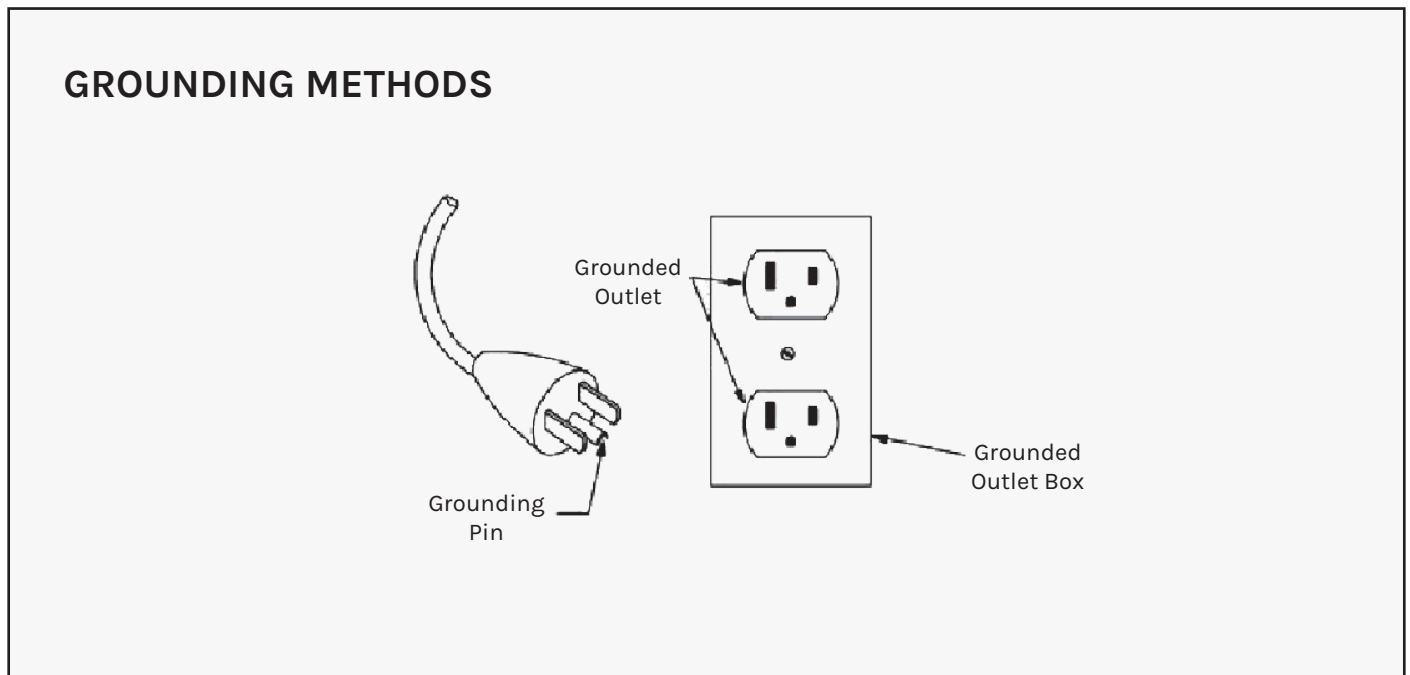 GROUNDING METHODS
Grounded
Outlet
Grounded
Outlet Box
Grounding
Pin